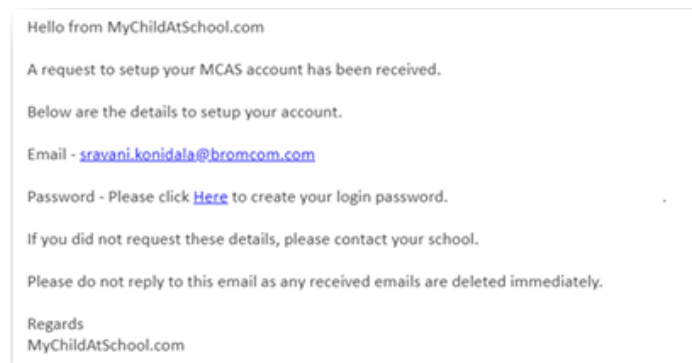 Hello from MyChildAtSchool.com
A request to setup your MCAS account has been received.
Below are the details to setup your account.
Email - sravani.konidala@bromcom.com
Password - Please click Here to create your login password.
If you did not request these details, please contact your school.
Please do not reply to this email as any received emails are deleted immediately.
Regards
MyChildAtSchool.com